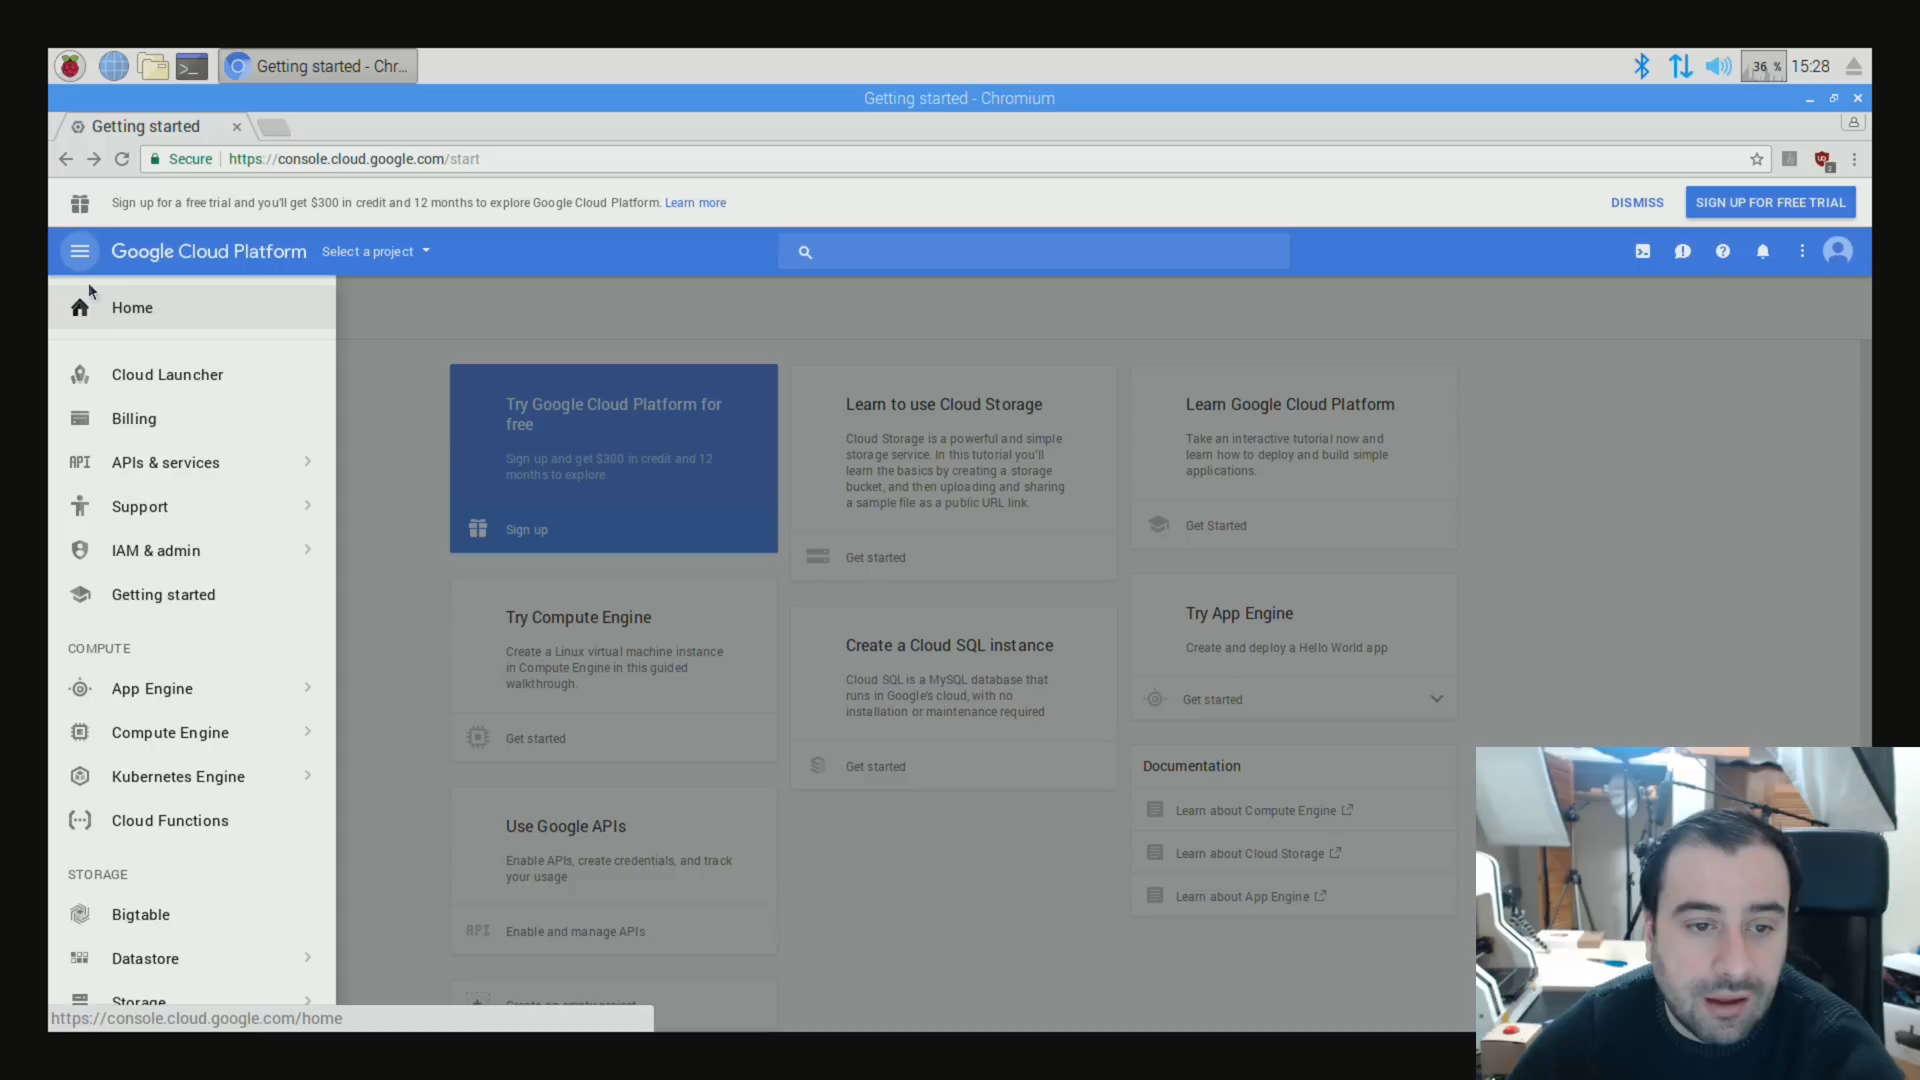 Getting started - Chr...
36 %
15:28
Getting started - Chromium
Getting started
Secure
https://console.cloud.google.com/start
Sign up for a free trial and you'll get $300 in credit and 12 months to explore Google Cloud Platform. Learn more
DISMISS
SIGN UP FOR FREE TRIAL
Google Cloud Platform
Select a project
Home
Cloud Launcher
Billing
API
APIs & services
Support
IAM & admin
Getting started
COMPUTE
App Engine
Compute Engine
Kubernetes Engine
Cloud Functions
STORAGE
Bigtable
Datastore
Storage
https://console.cloud.google.com/home
Try Google Cloud Platform for
free
Sign up and get $300 in credit and 12
months to explore
Sign up
Try Compute Engine
Create a Linux virtual machine instance
in Compute Engine in this guided
walkthrough.
Get started
Use Google APIs
Enable APIs, create credentials, and track
your usage
API
Enable and manage APIs
Create an empty project
Learn to use Cloud Storage
Cloud Storage is a powerful and simple
storage service. In this tutorial you'll
learn the basics by creating a storage
bucket, and then uploading and sharing
a sample file as a public URL link.
Get started
Create a Cloud SQL instance
Cloud SQL is a MySQL database that
runs in Google's cloud, with no
installation or maintenance required
Get started
Learn Google Cloud Platform
Take an interactive tutorial now and
learn how to deploy and build simple
applications.
Get Started
Try App Engine
Create and deploy a Hello World app
Get started
Documentation
Learn about Compute Engine
Learn about Cloud Storage
Learn about App Engine